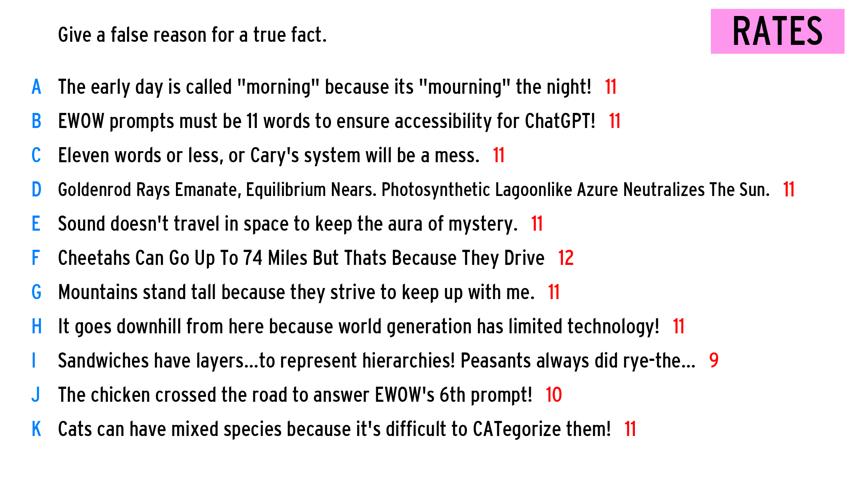 Give a false reason for a true fact.
RATES
A The early day is called "morning" because its "mourning" the night! 11
B EWOW prompts must be 11 words to ensure accessibility for ChatGPT! 11
C Eleven words or less, or Cary's system will be a mess. 11
D Goldenrod Rays Emanate, Equilibrium Nears. Photosynthetic Lagoonlike Azure Neutralizes The Sun. 11
E Sound doesn't travel in space to keep the aura of mystery. 11
F Cheetahs Can Go Up To 74 Miles But Thats Because They Drive 12
G Mountains stand tall because they strive to keep up with me. 11
H It goes downhill from here because world generation has limited technology! 11
I Sandwiches have layers...to represent hierarchies! Peasants always did rye-the... 9
J The chicken crossed the road to answer EWOW's 6th prompt! 10
K Cats can have mixed species because it's difficult to CATegorize them! 11